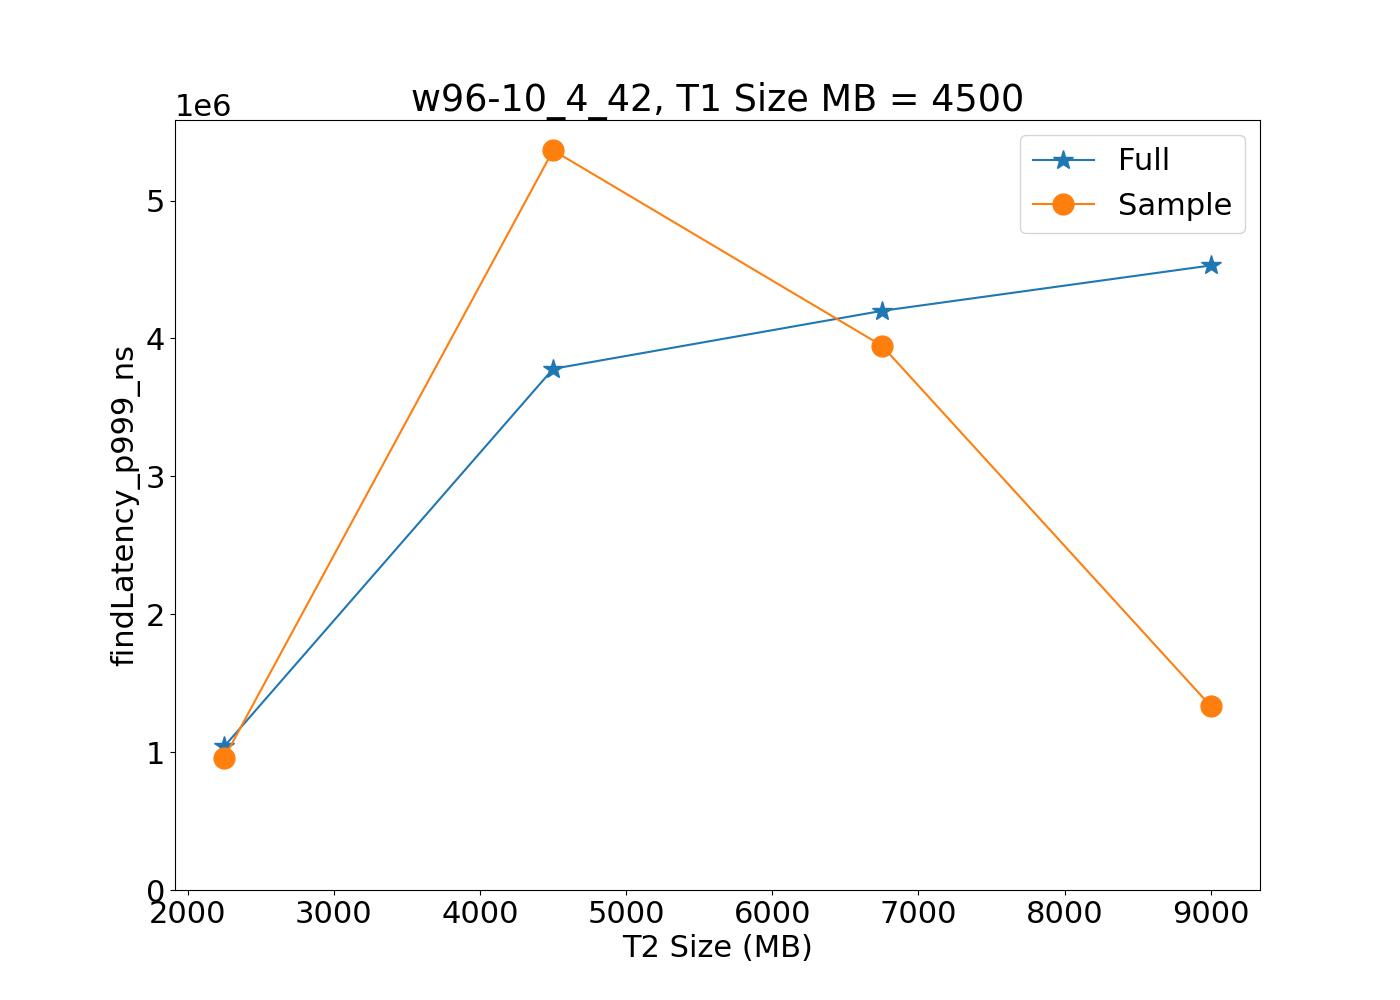 w96-10_4_42, T1 Size MB = 4500
1e6
Full
Sample
5
4
3
2
1
0
findLatency_p999_ns
2000 3000 4000 5000 6000 7000 8000 9000
T2 Size (MB)